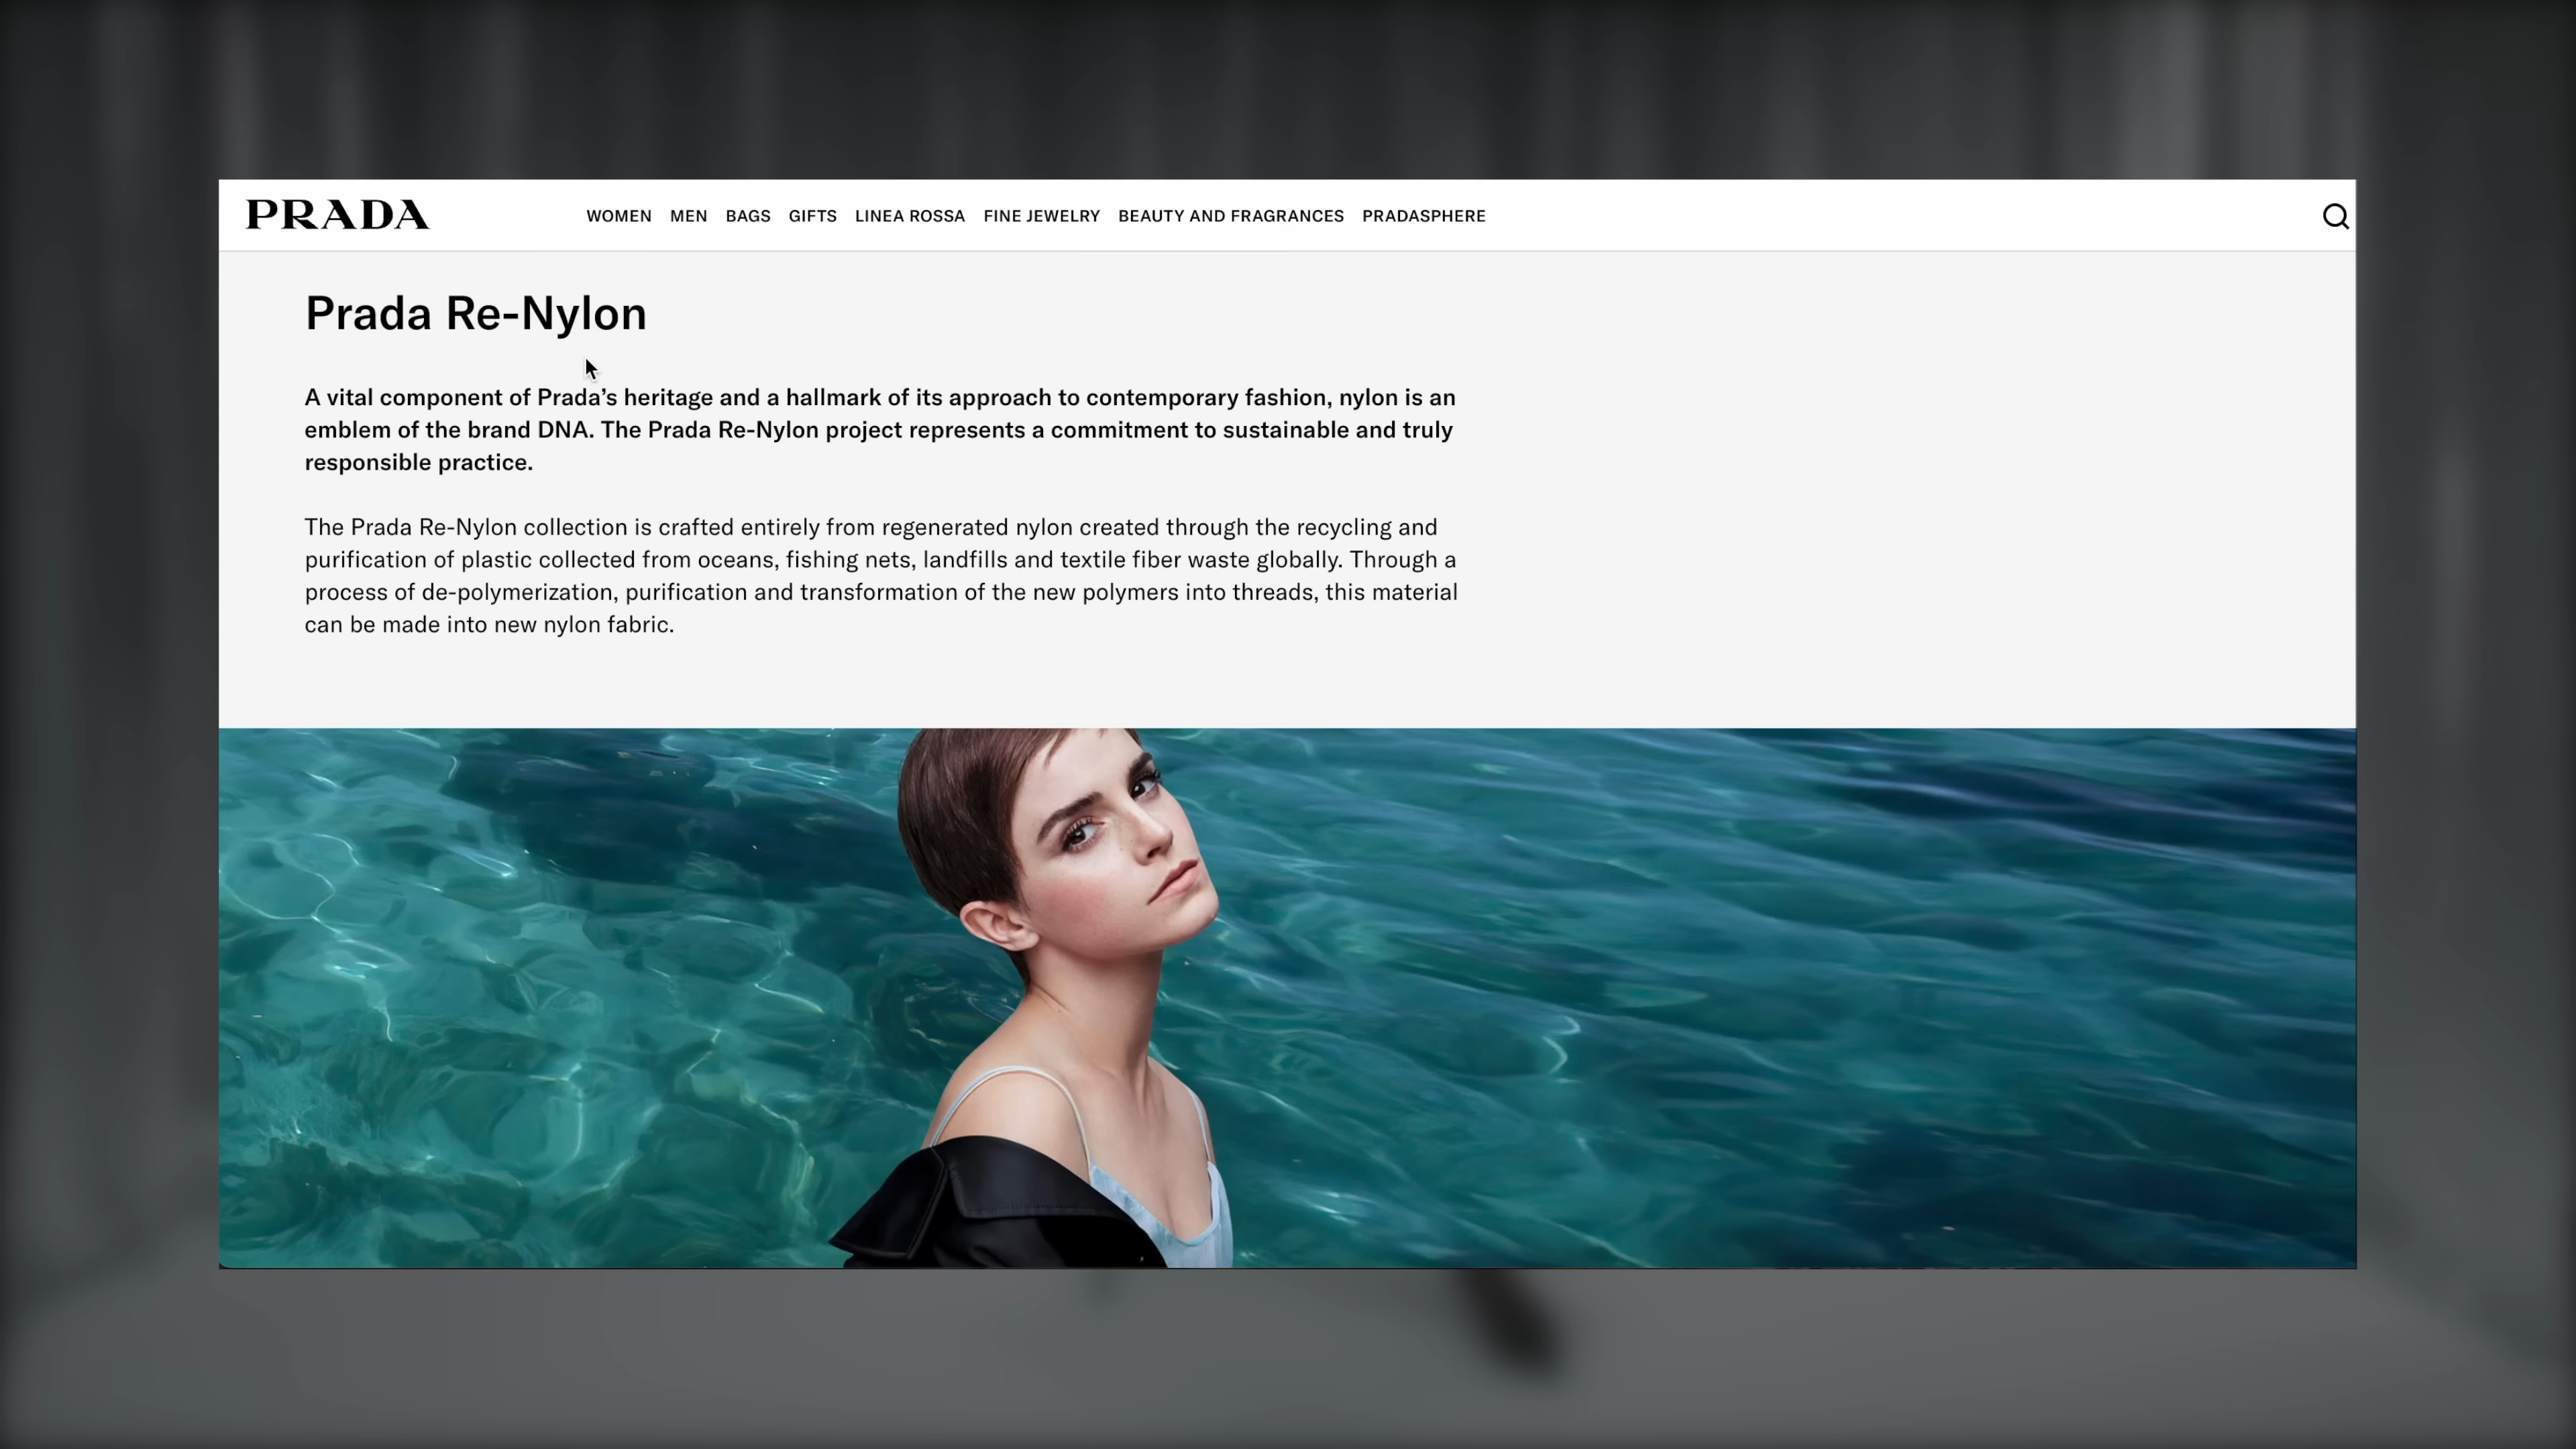 PRADA
WOMEN MEN BAGS GIFTS LINEA ROSSA FINE JEWELRY BEAUTY AND FRAGRANCES PRADASPHERE
Prada Re-Nylon
A vital component of Prada’s heritage and a hallmark of its approach to contemporary fashion, nylon is an
emblem of the brand DNA. The Prada Re-Nylon project represents a commitment to sustainable and truly
responsible practice.
The Prada Re-Nylon collection is crafted entirely from regenerated nylon created through the recycling and
purification of plastic collected from oceans, fishing nets, landfills and textile fiber waste globally. Through a
process of de-polymerization, purification and transformation of the new polymers into threads, this material
can be made into new nylon fabric.